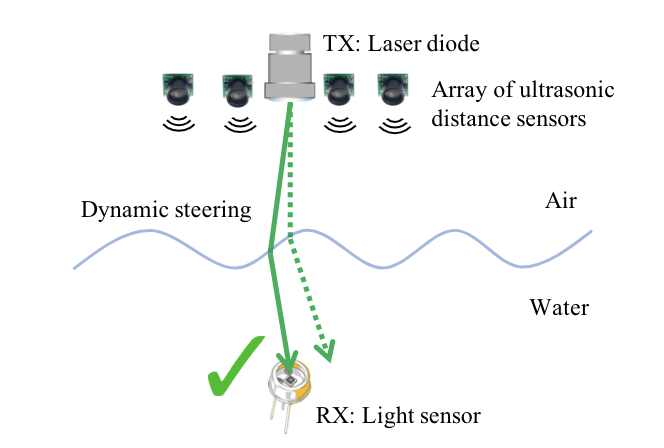 TX: Laser diode
Array of ultrasonic
distance sensors
Dynamic steering
Air
Water
RX: Light sensor